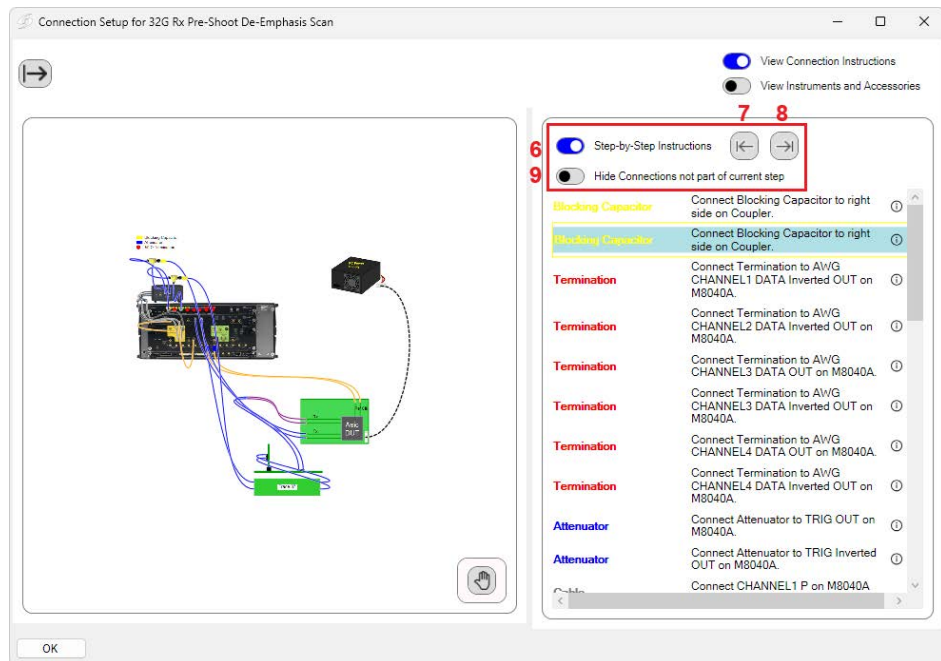 Connection Setup for 32G Rx Pre-Shoot De-Emphasis Scan
View Connection Instructions
View Instruments and Accessories
7 8
6 Step-by-Step Instructions
9 Hide Connections not part of current step
Blocking Capacitor
Connect Blocking Capacitor to right
side on Coupler.
Blocking Capacitor
Connect Blocking Capacitor to right
side on Coupler.
Termination
Connect Termination to AWG
CHANNEL1 DATA Inverted OUT on
M8040A.
Termination
Connect Termination to AWG
CHANNEL2 DATA Inverted OUT on
M8040A.
Termination
Connect Termination to AWG
CHANNEL3 DATA OUT on M8040A.
Termination
Connect Termination to AWG
CHANNEL3 DATA Inverted OUT on
M8040A.
Termination
Connect Termination to AWG
CHANNEL4 DATA OUT on M8040A.
Termination
Connect Termination to AWG
CHANNEL4 DATA Inverted OUT on
M8040A.
Attenuator
Connect Attenuator to TRIG OUT on
M8040A.
Attenuator
Connect Attenuator to TRIG Inverted
OUT on M8040A.
Cable
Connect CHANNEL1 P on M8040A
Blocking Capacitor
Attenuator
DUT
OK